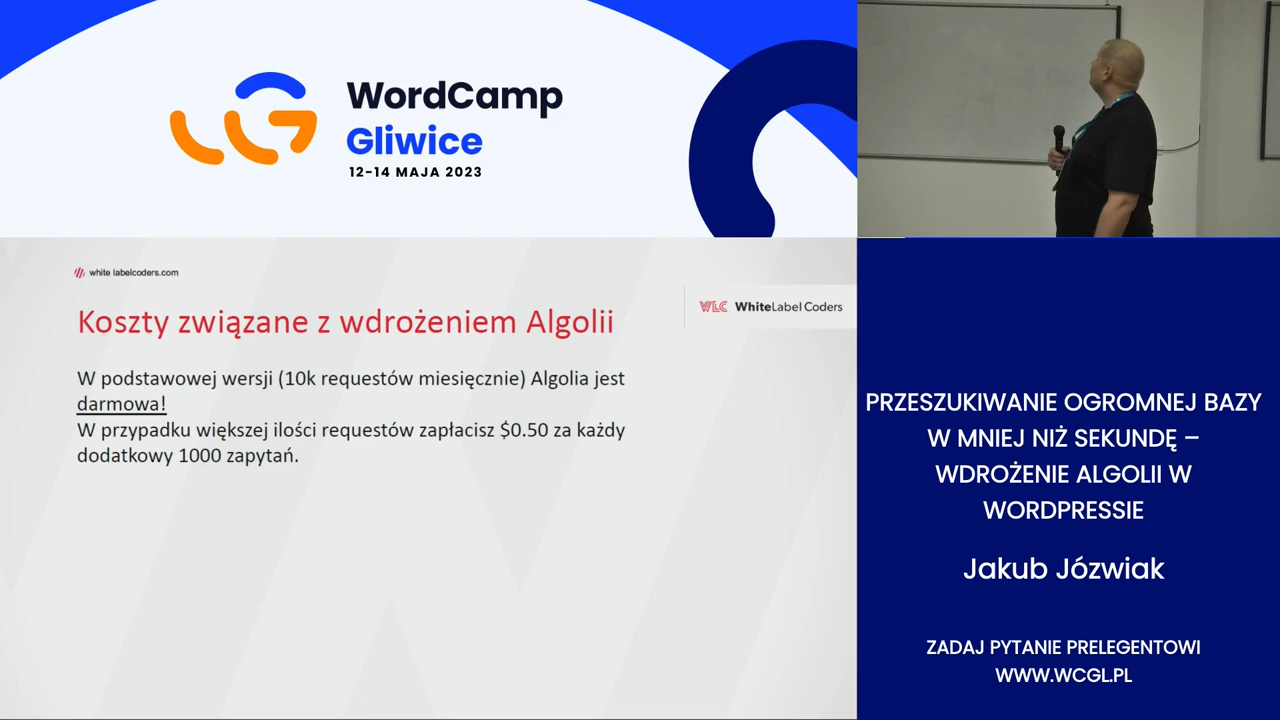 WordCamp
Gliwice
12-14 MAJA 2023
white labelcoders.com
WLC WhiteLabel Coders
Koszty związane z wdrożeniem Algolii
W podstawowej wersji (10k requestów miesięcznie) Algolia jest
darmowa!
W przypadku większej ilości requestów zapłacisz $0.50 za każdy
dodatkowy 1000 zapytań.
PRZESZUKIWANIE OGROMNEJ BAZY
W MNIEJ NIŻ SEKUNDĘ –
WDROŻENIE ALGOLII W
WORDPRESSIE
Jakub Józwiak
ZADAJ PYTANIE PRELEGENTOWI
WWW.WCGL.PL